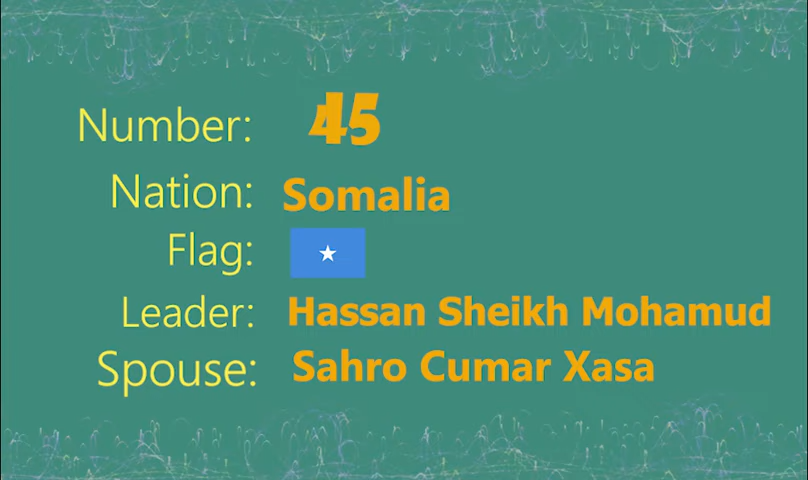 Number: 45
Nation: Somalia
Flag:
Leader: Hassan Sheikh Mohamud
Spouse: Sahro Cumar Xasa